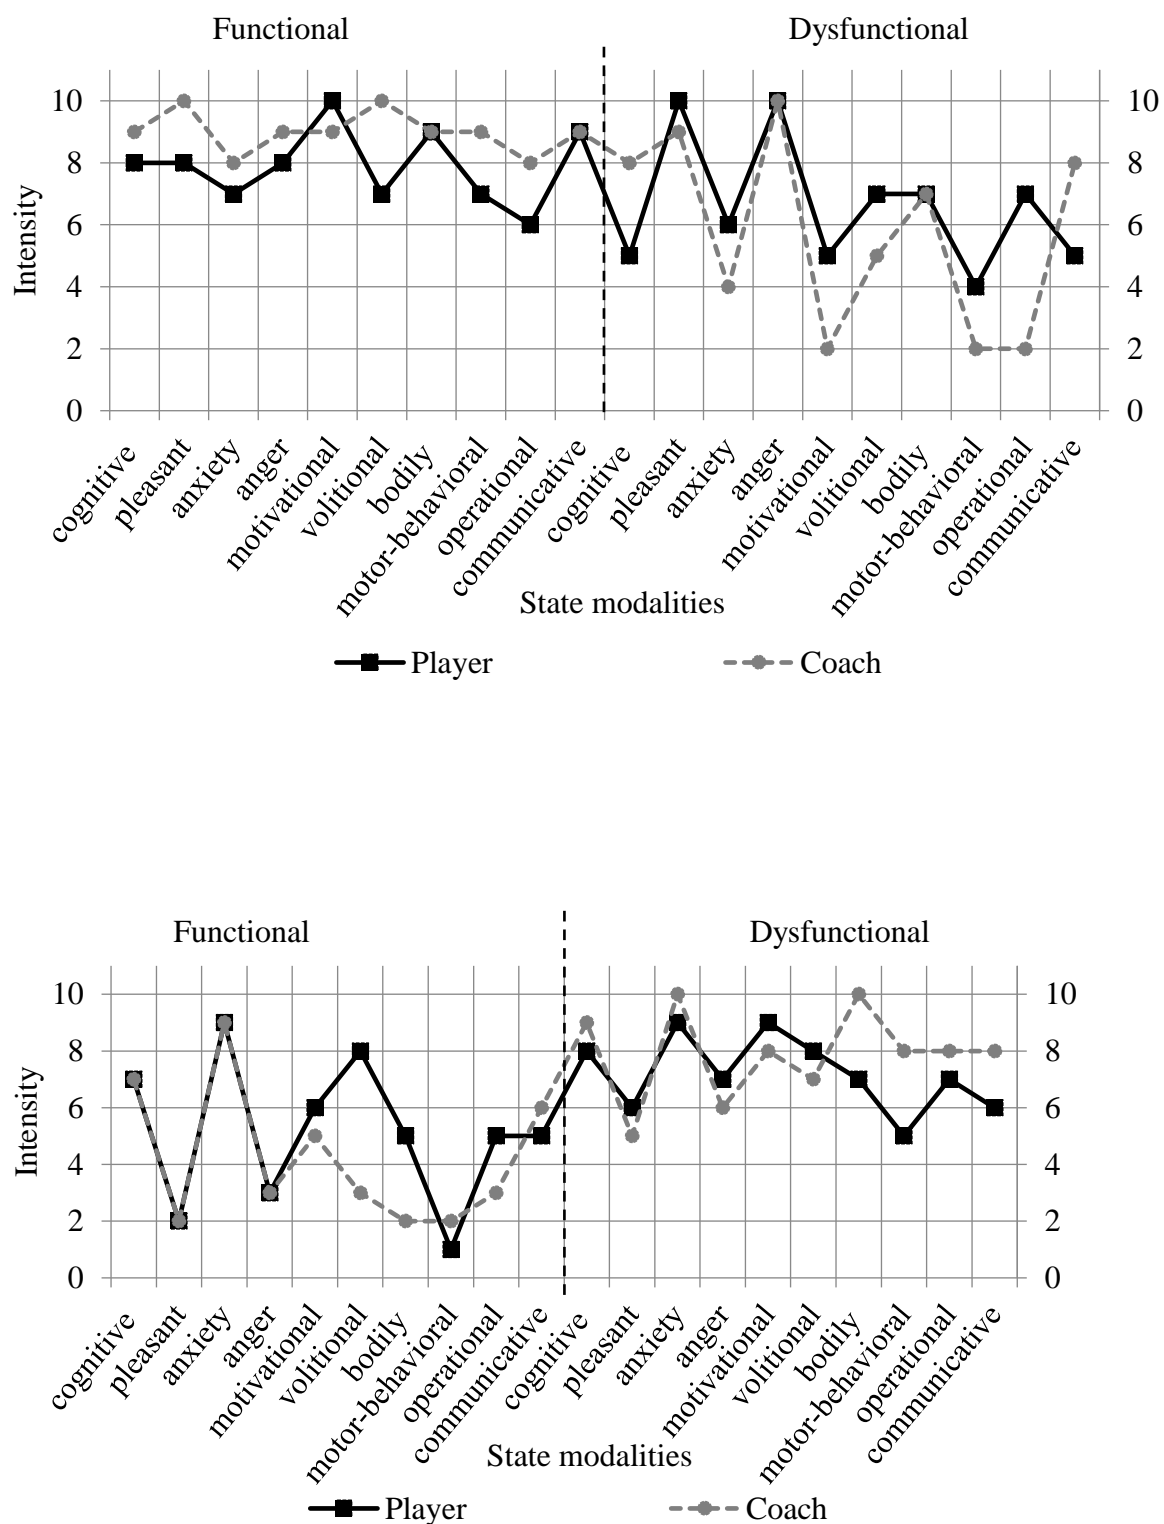 Functional Dysfunctional
10 10
8 8
6 6
4 4
2 2
0 0
Intensity
cognitive
pleasant
anxiety
anger
motivational
volitional
bodily
motor-behavioral
operational
communicative
cognitive
pleasant
anxiety
anger
motivational
volitional
bodily
motor-behavioral
operational
communicative
State modalities
Player Coach
Functional Dysfunctional
10 10
8 8
6 6
4 4
2 2
0 0
Intensity
cognitive
pleasant
anxiety
anger
motivational
volitional
bodily
motor-behavioral
operational
communicative
cognitive
pleasant
anxiety
anger
motivational
volitional
bodily
motor-behavioral
operational
communicative
State modalities
Player Coach